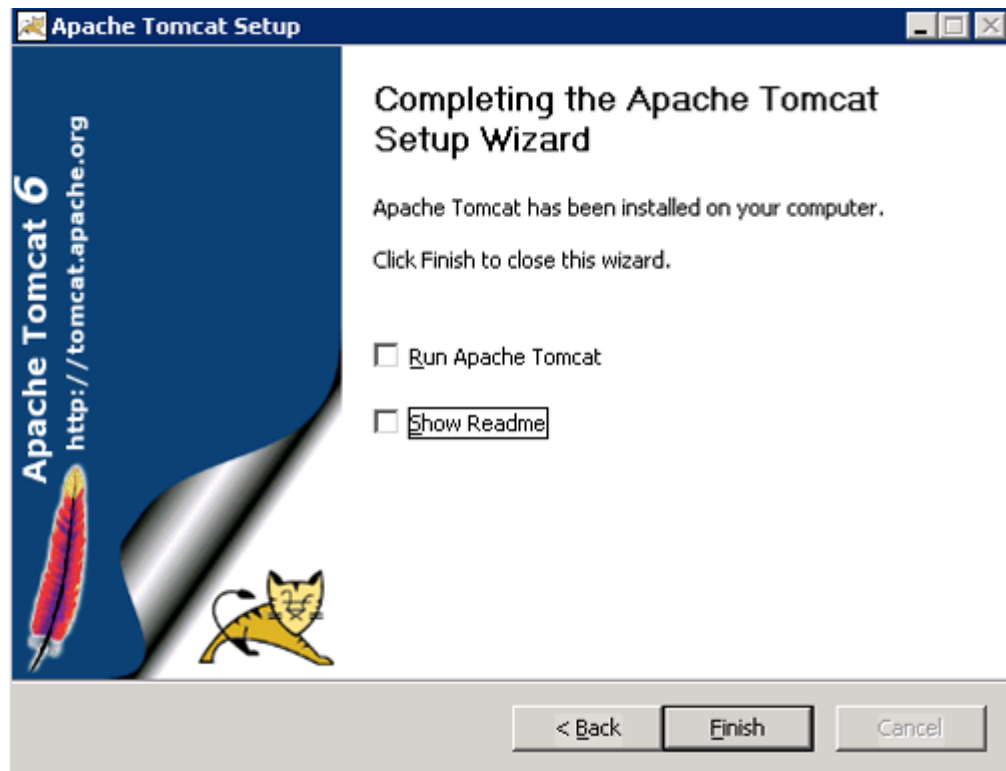 Apache Tomcat Setup
Apache Tomcat 6
http://tomcat.apache.org
Completing the Apache Tomcat
Setup Wizard
Apache Tomcat has been installed on your computer.
Click Finish to close this wizard.
Run Apache Tomcat
Show Readme
< Back
Finish
Cancel